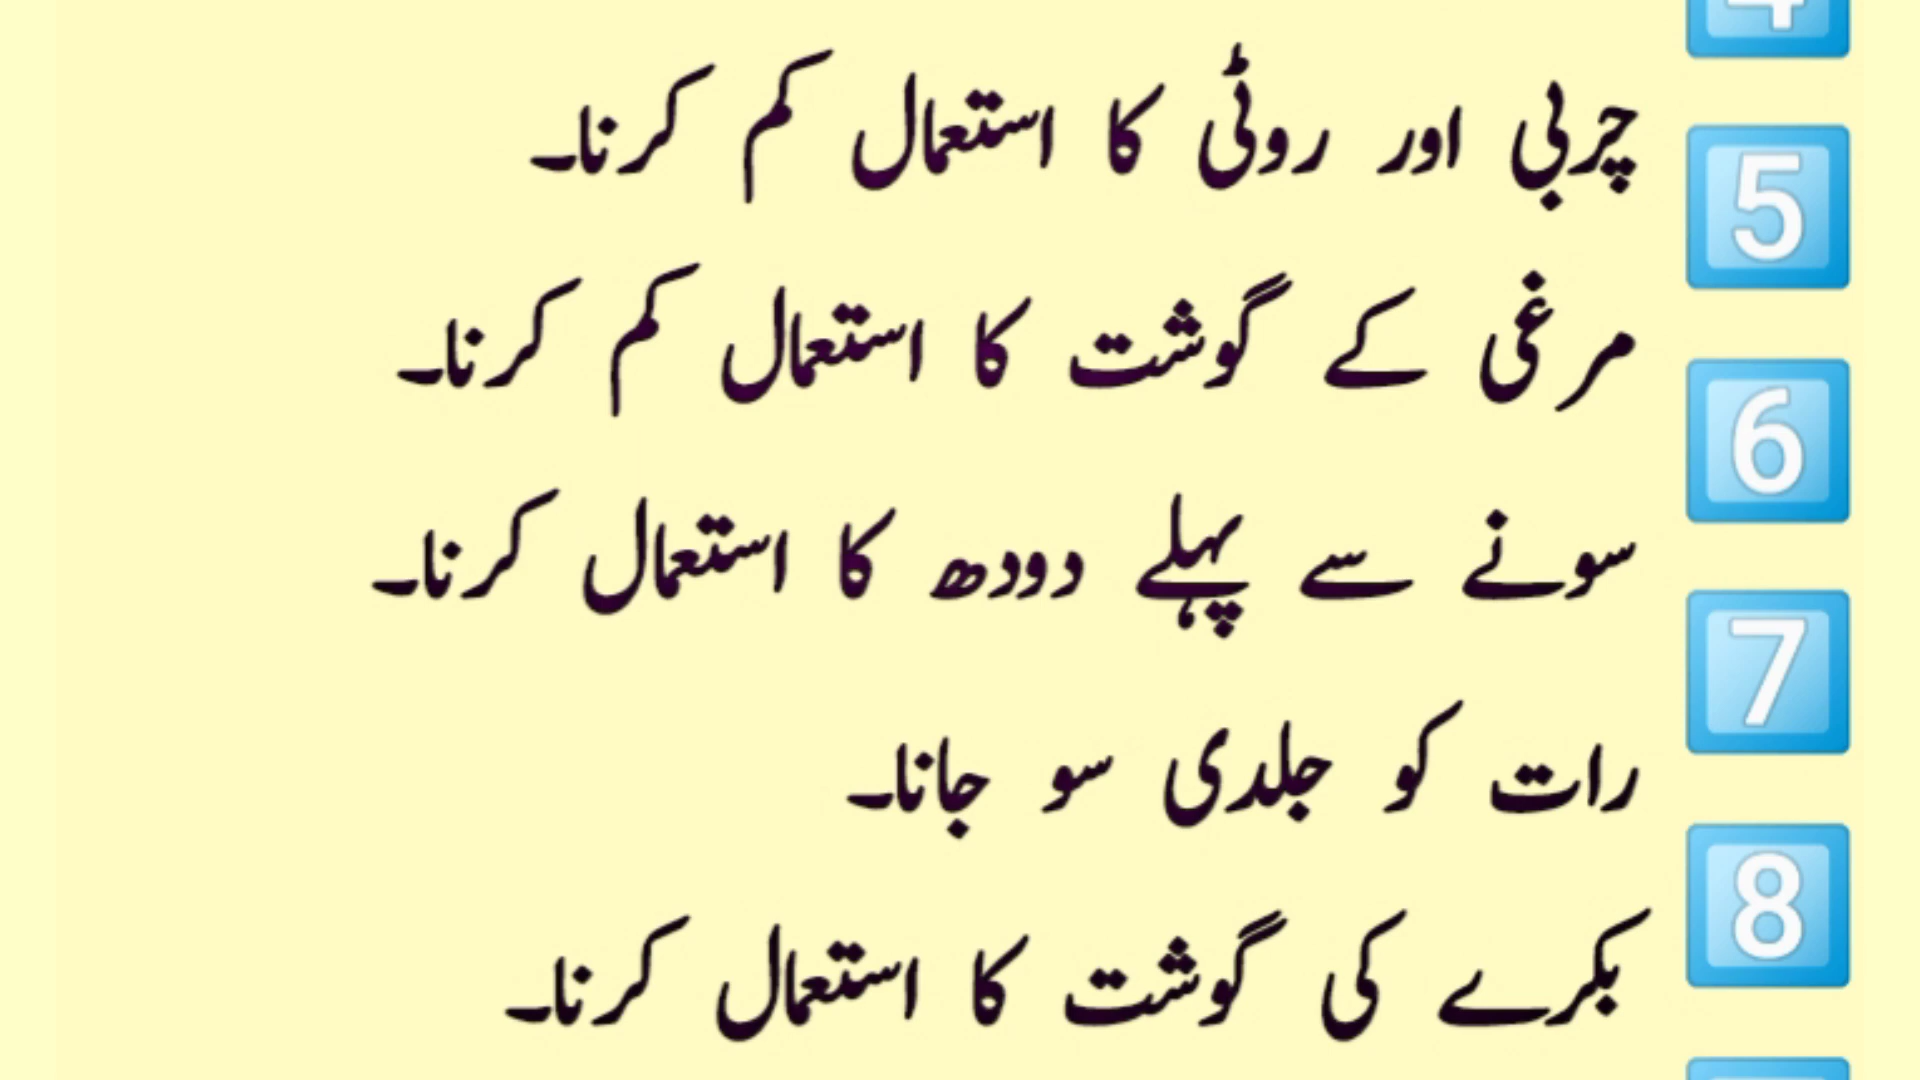 چربی اور روٹی کا استعمال کم کرنا۔
5
مرغی کے گوشت کا استعمال کم کرنا۔
6
سونے سے پہلے دودھ کا استعمال کرنا۔
7
رات کو جلدی سو جانا۔
8
بکرے کی گوشت کا استعمال کرنا۔